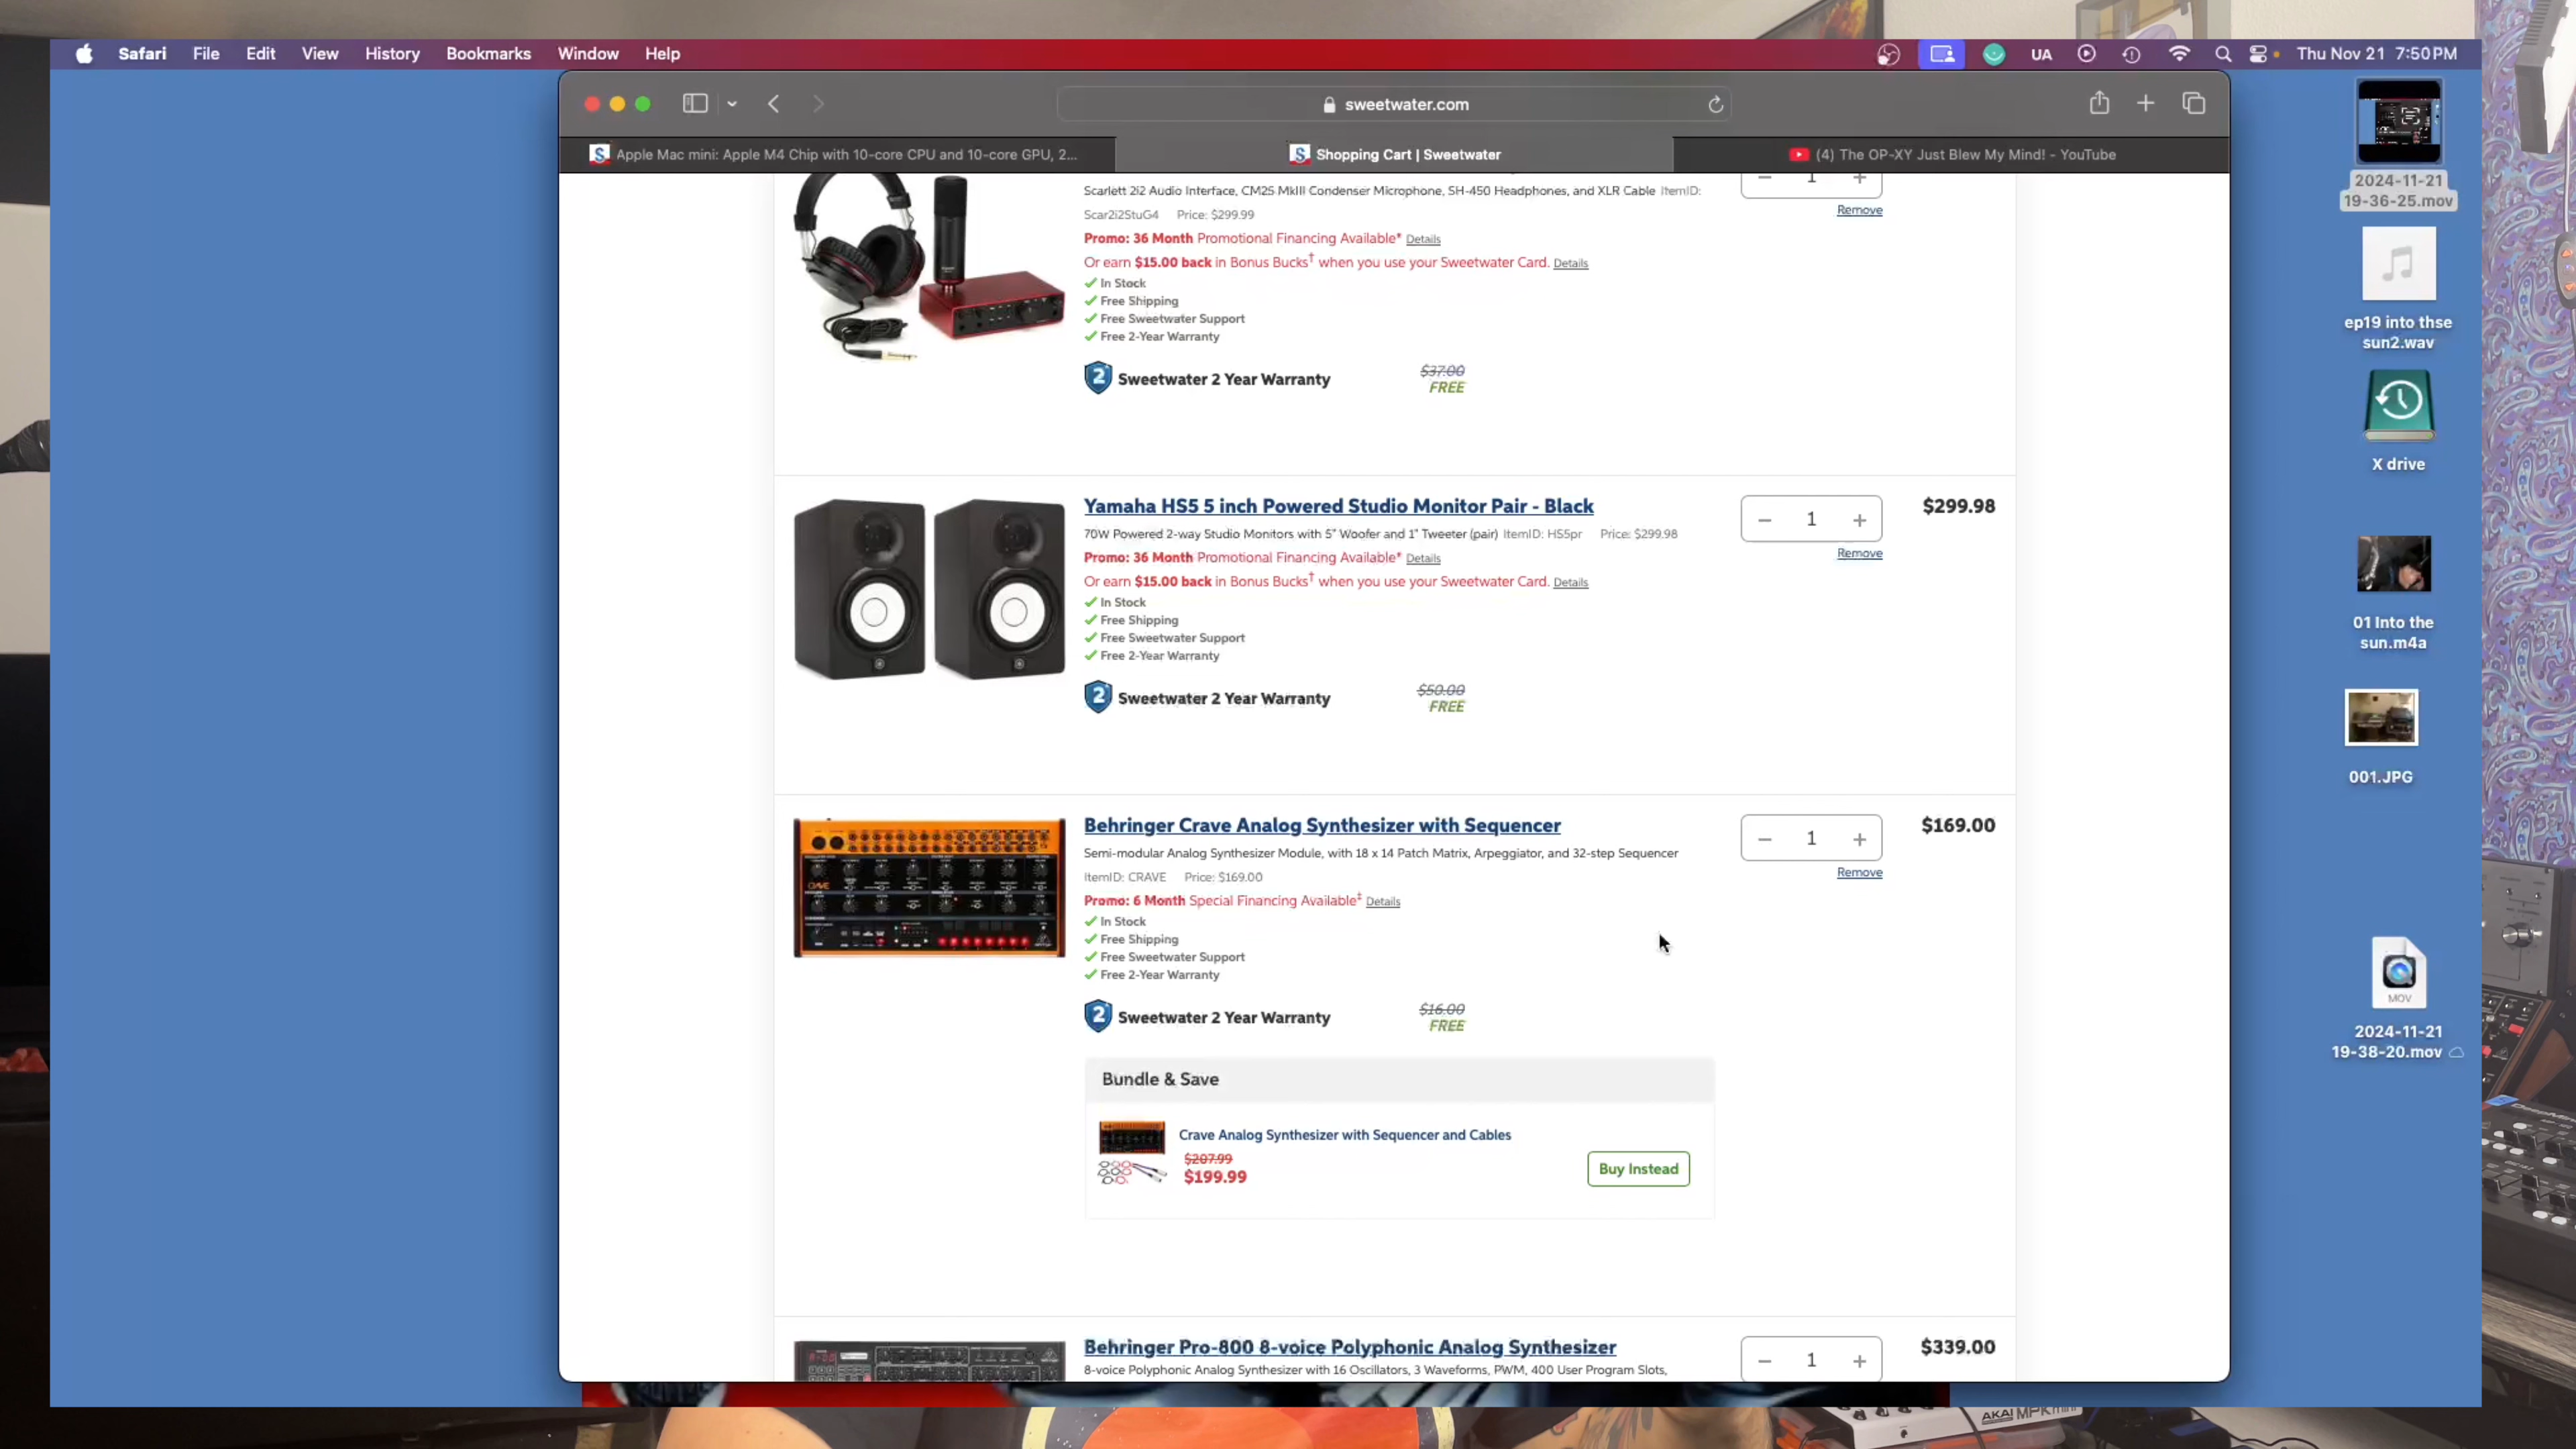 Safari File Edit View History Bookmarks Window Help
UA Thu Nov 21 7:50 PM
sweetwater.com
Apple Mac mini: Apple M4 Chip with 10-core CPU and 10-core GPU, 2...
Shopping Cart | Sweetwater
(4) The OP-XY Just Blew My Mind! - YouTube
Scarlett 2i2 Audio Interface, CM25 MkIII Condenser Microphone, SH-450 Headphones, and XLR Cable ItemID:
Scar2i2StuG4 Price: $299.99
1
Remove
Promo: 36 Month Promotional Financing Available* Details
Or earn $15.00 back in Bonus Bucks† when you use your Sweetwater Card. Details
In Stock
Free Shipping
Free Sweetwater Support
Free 2-Year Warranty
2 Sweetwater 2 Year Warranty $37.00
FREE
Yamaha HS5 5 inch Powered Studio Monitor Pair - Black
1
$299.98
70W Powered 2-way Studio Monitors with 5" Woofer and 1" Tweeter (pair) ItemID: HS5pr Price: $299.98
Remove
Promo: 36 Month Promotional Financing Available* Details
Or earn $15.00 back in Bonus Bucks† when you use your Sweetwater Card. Details
In Stock
Free Shipping
Free Sweetwater Support
Free 2-Year Warranty
2 Sweetwater 2 Year Warranty $50.00
FREE
Behringer Crave Analog Synthesizer with Sequencer
1
$169.00
Semi-modular Analog Synthesizer Module, with 18 x 14 Patch Matrix, Arpeggiator, and 32-step Sequencer
ItemID: CRAVE Price: $169.00
Remove
Promo: 6 Month Special Financing Available‡ Details
In Stock
Free Shipping
Free Sweetwater Support
Free 2-Year Warranty
2 Sweetwater 2 Year Warranty $16.00
FREE
CRAVE
Bundle & Save
Crave Analog Synthesizer with Sequencer and Cables
$207.99
$199.99
Buy Instead
Behringer Pro-800 8-voice Polyphonic Analog Synthesizer
1
$339.00
8-voice Polyphonic Analog Synthesizer with 16 Oscillators, 3 Waveforms, PWM, 400 User Program Slots,
2024-11-21
19-36-25.mov
ep19 into thse
sun2.wav
X drive
01 Into the
sun.m4a
001.JPG
MOV
2024-11-21
19-38-20.mov
AKAI MPK mini